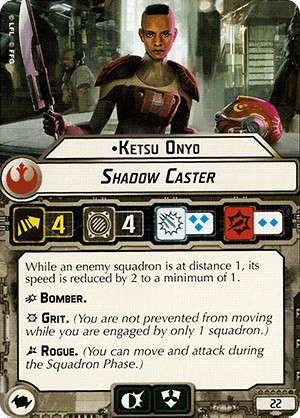 © LFL © FFG
•Ketsu Onyo
Shadow Caster
4 4
While an enemy squadron is at distance 1, its
speed is reduced by 2 to a minimum of 1.
Bomber.
Grit. (You are not prevented from moving
while you are engaged by only 1 squadron.)
Rogue. (You can move and attack during
the Squadron Phase.)
22